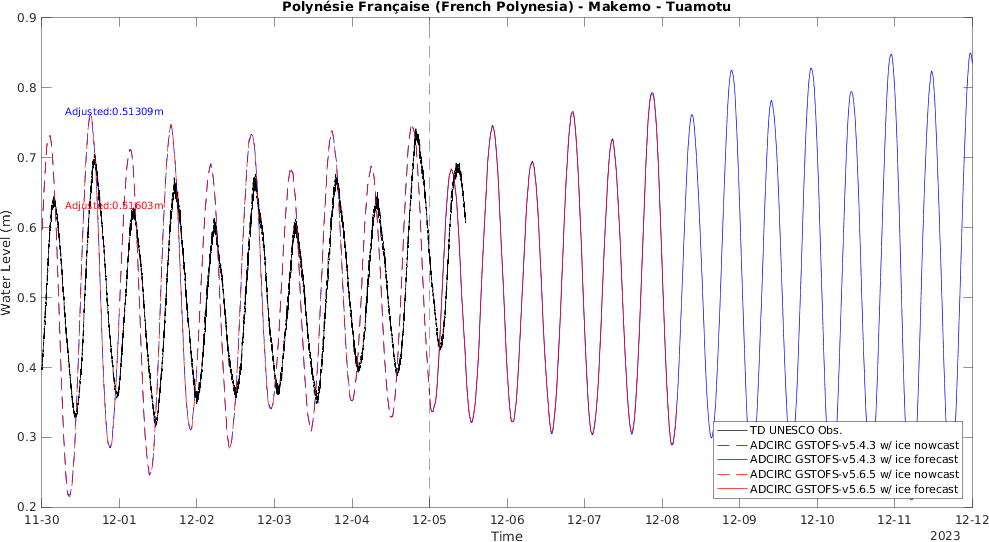 Polynésie Française (French Polynesia) - Makemo - Tuamotu
0.9
0.8
0.7
0.6
0.5
0.4
0.3
0.2
Water Level (m)
Adjusted:0.51309m
Adjusted:0.51603m
TD UNESCO Obs.
ADCIRC GSTOFS-v5.4.3 w/ ice nowcast
ADCIRC GSTOFS-v5.4.3 w/ ice forecast
ADCIRC GSTOFS-v5.6.5 w/ ice nowcast
ADCIRC GSTOFS-v5.6.5 w/ ice forecast
11-30 12-01 12-02 12-03 12-04 12-05 12-06 12-07 12-08 12-09 12-10 12-11 12-12
Time
2023